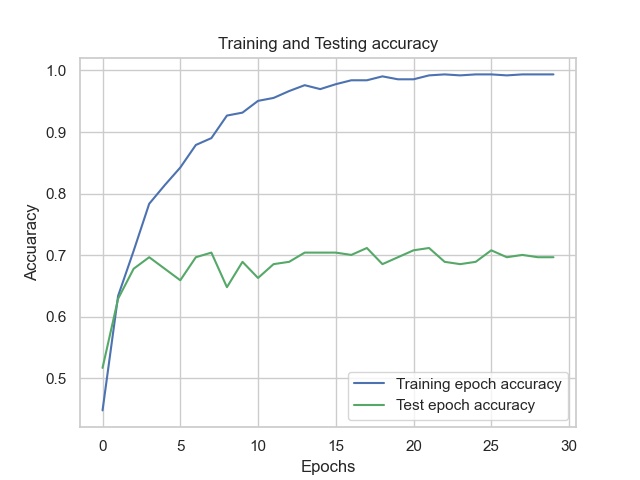 Training and Testing accuracy
1.0
0.9
0.8
0.7
0.6
0.5
Accuaracy
0
5
10
15
20
25
30
Epochs
Training epoch accuracy
Test epoch accuracy